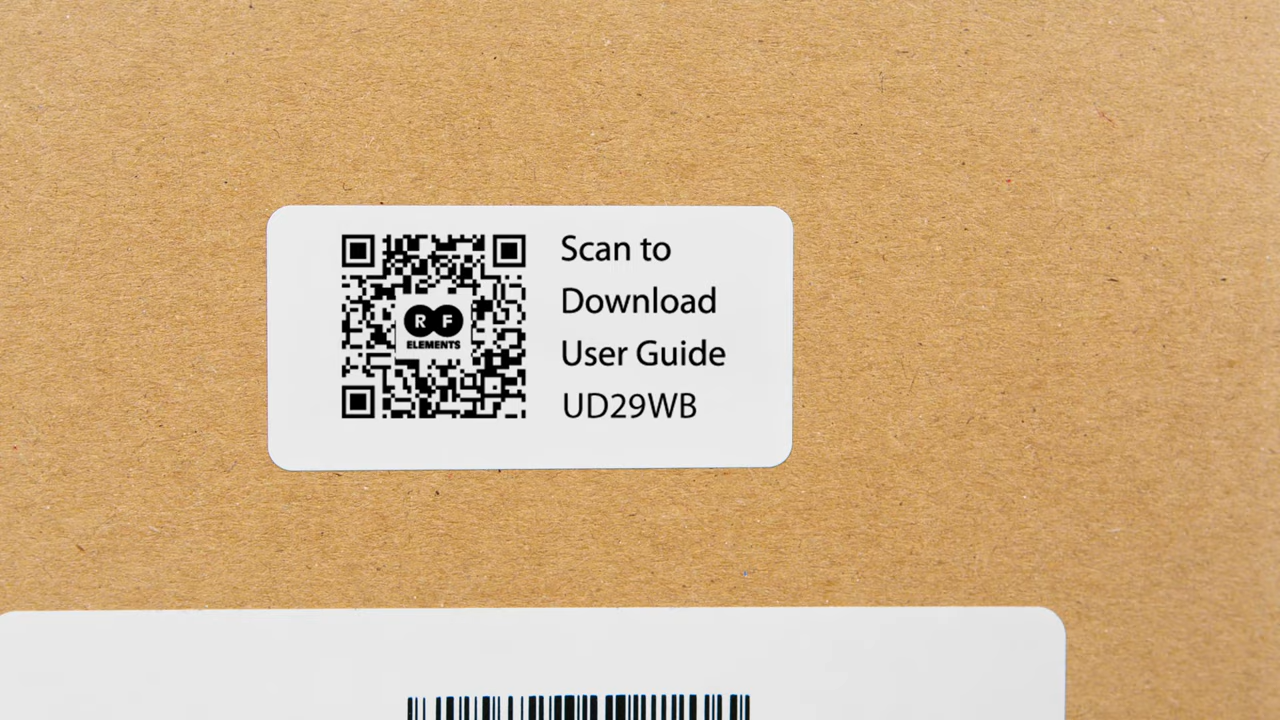 R F
ELEMENTS
Scan to
Download
User Guide
UD29WB